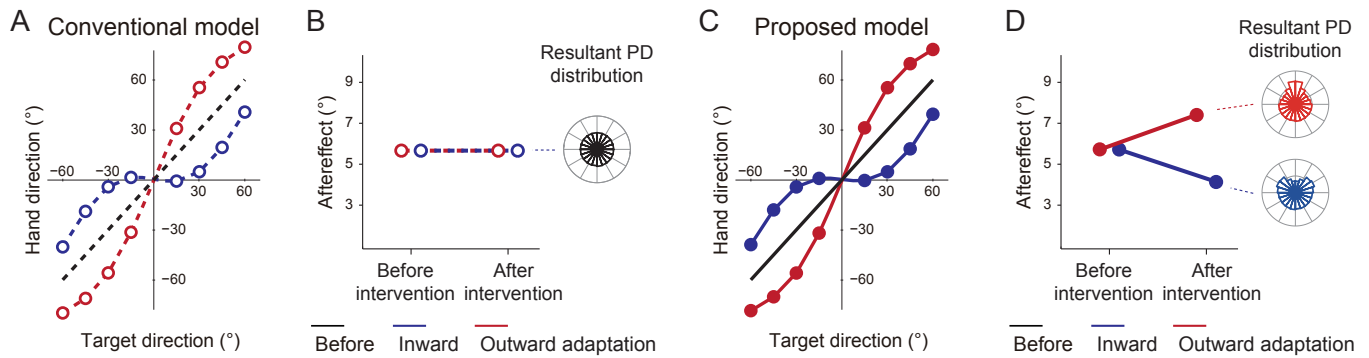 A
Conventional model
Hand direction (°)
60
30
−60
−30
30
60
−30
−60
Target direction (°)
B
Aftereffect (°)
9
7
5
3
Before
intervention
After
intervention
Resultant PD
distribution
Before
Inward
Outward adaptation
C
Proposed model
Hand direction (°)
60
30
−60
−30
30
60
−30
−60
Target direction (°)
D
Aftereffect (°)
9
7
5
3
Before
intervention
After
intervention
Resultant PD
distribution
Before
Inward
Outward adaptation